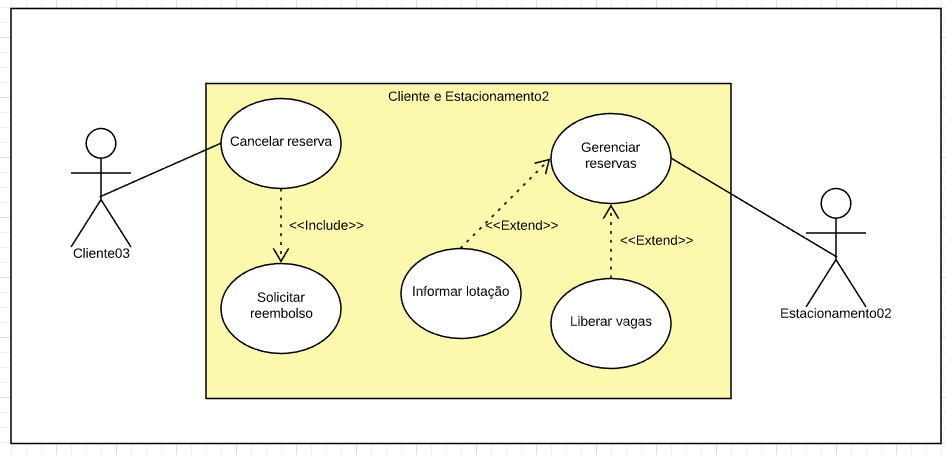 Cliente e Estacionamento2
Cancelar reserva
Gerenciar
reservas
<<Include>>
<<Extend>>
<<Extend>>
Cliente03
Solicitar
reembolso
Informar lotação
Liberar vagas
Estacionamento02